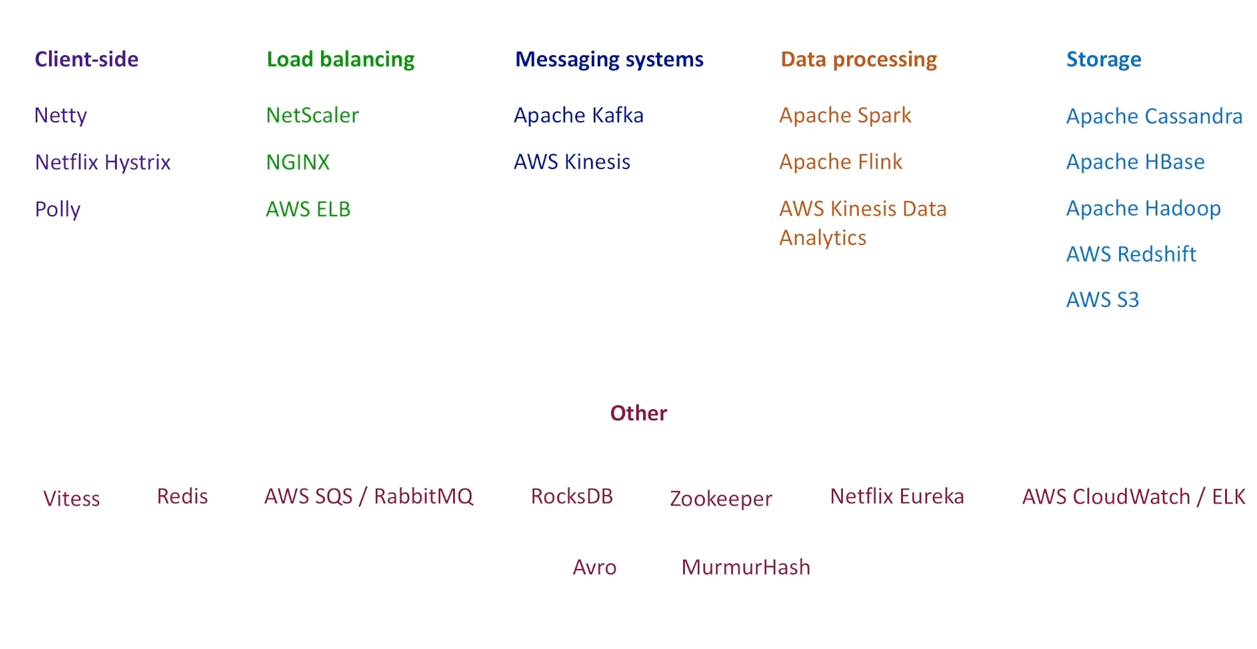 Client-side
Netty
Netflix Hystrix
Polly
Load balancing
NetScaler
NGINX
AWS ELB
Messaging systems
Apache Kafka
AWS Kinesis
Data processing
Apache Spark
Apache Flink
AWS Kinesis Data
Analytics
Storage
Apache Cassandra
Apache HBase
Apache Hadoop
AWS Redshift
AWS S3
Other
Vitess
Redis
AWS SQS / RabbitMQ
RocksDB
Zookeeper
Netflix Eureka
AWS CloudWatch / ELK
Avro
MurmurHash